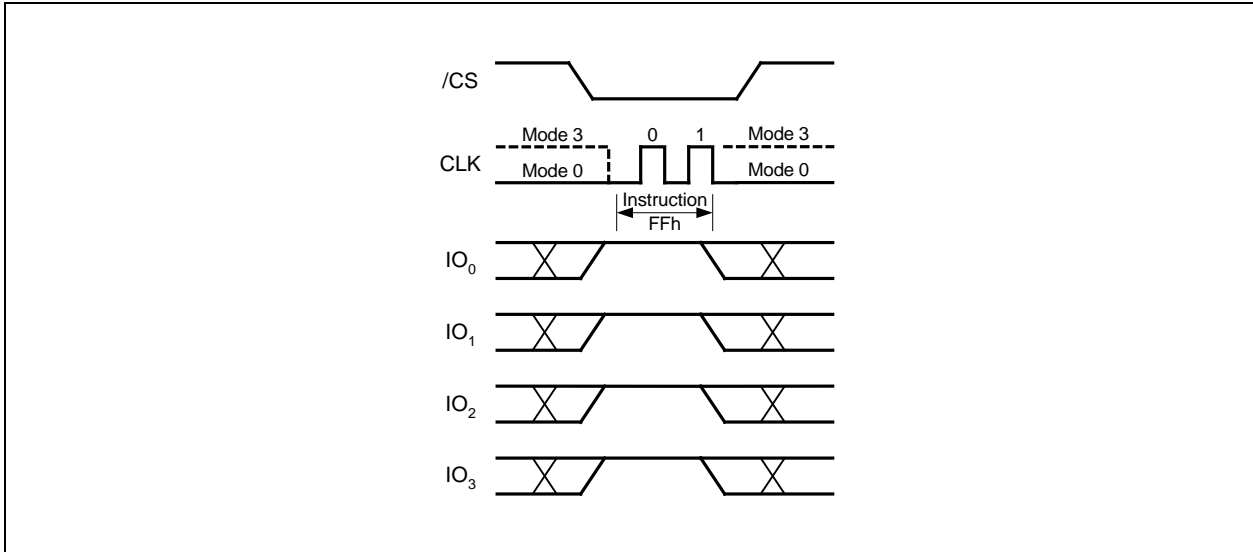 /CS
Mode 3 0 1 Mode 3
CLK
Mode 0 Mode 0
Instruction
FFh
IO0
IO1
IO2
IO3